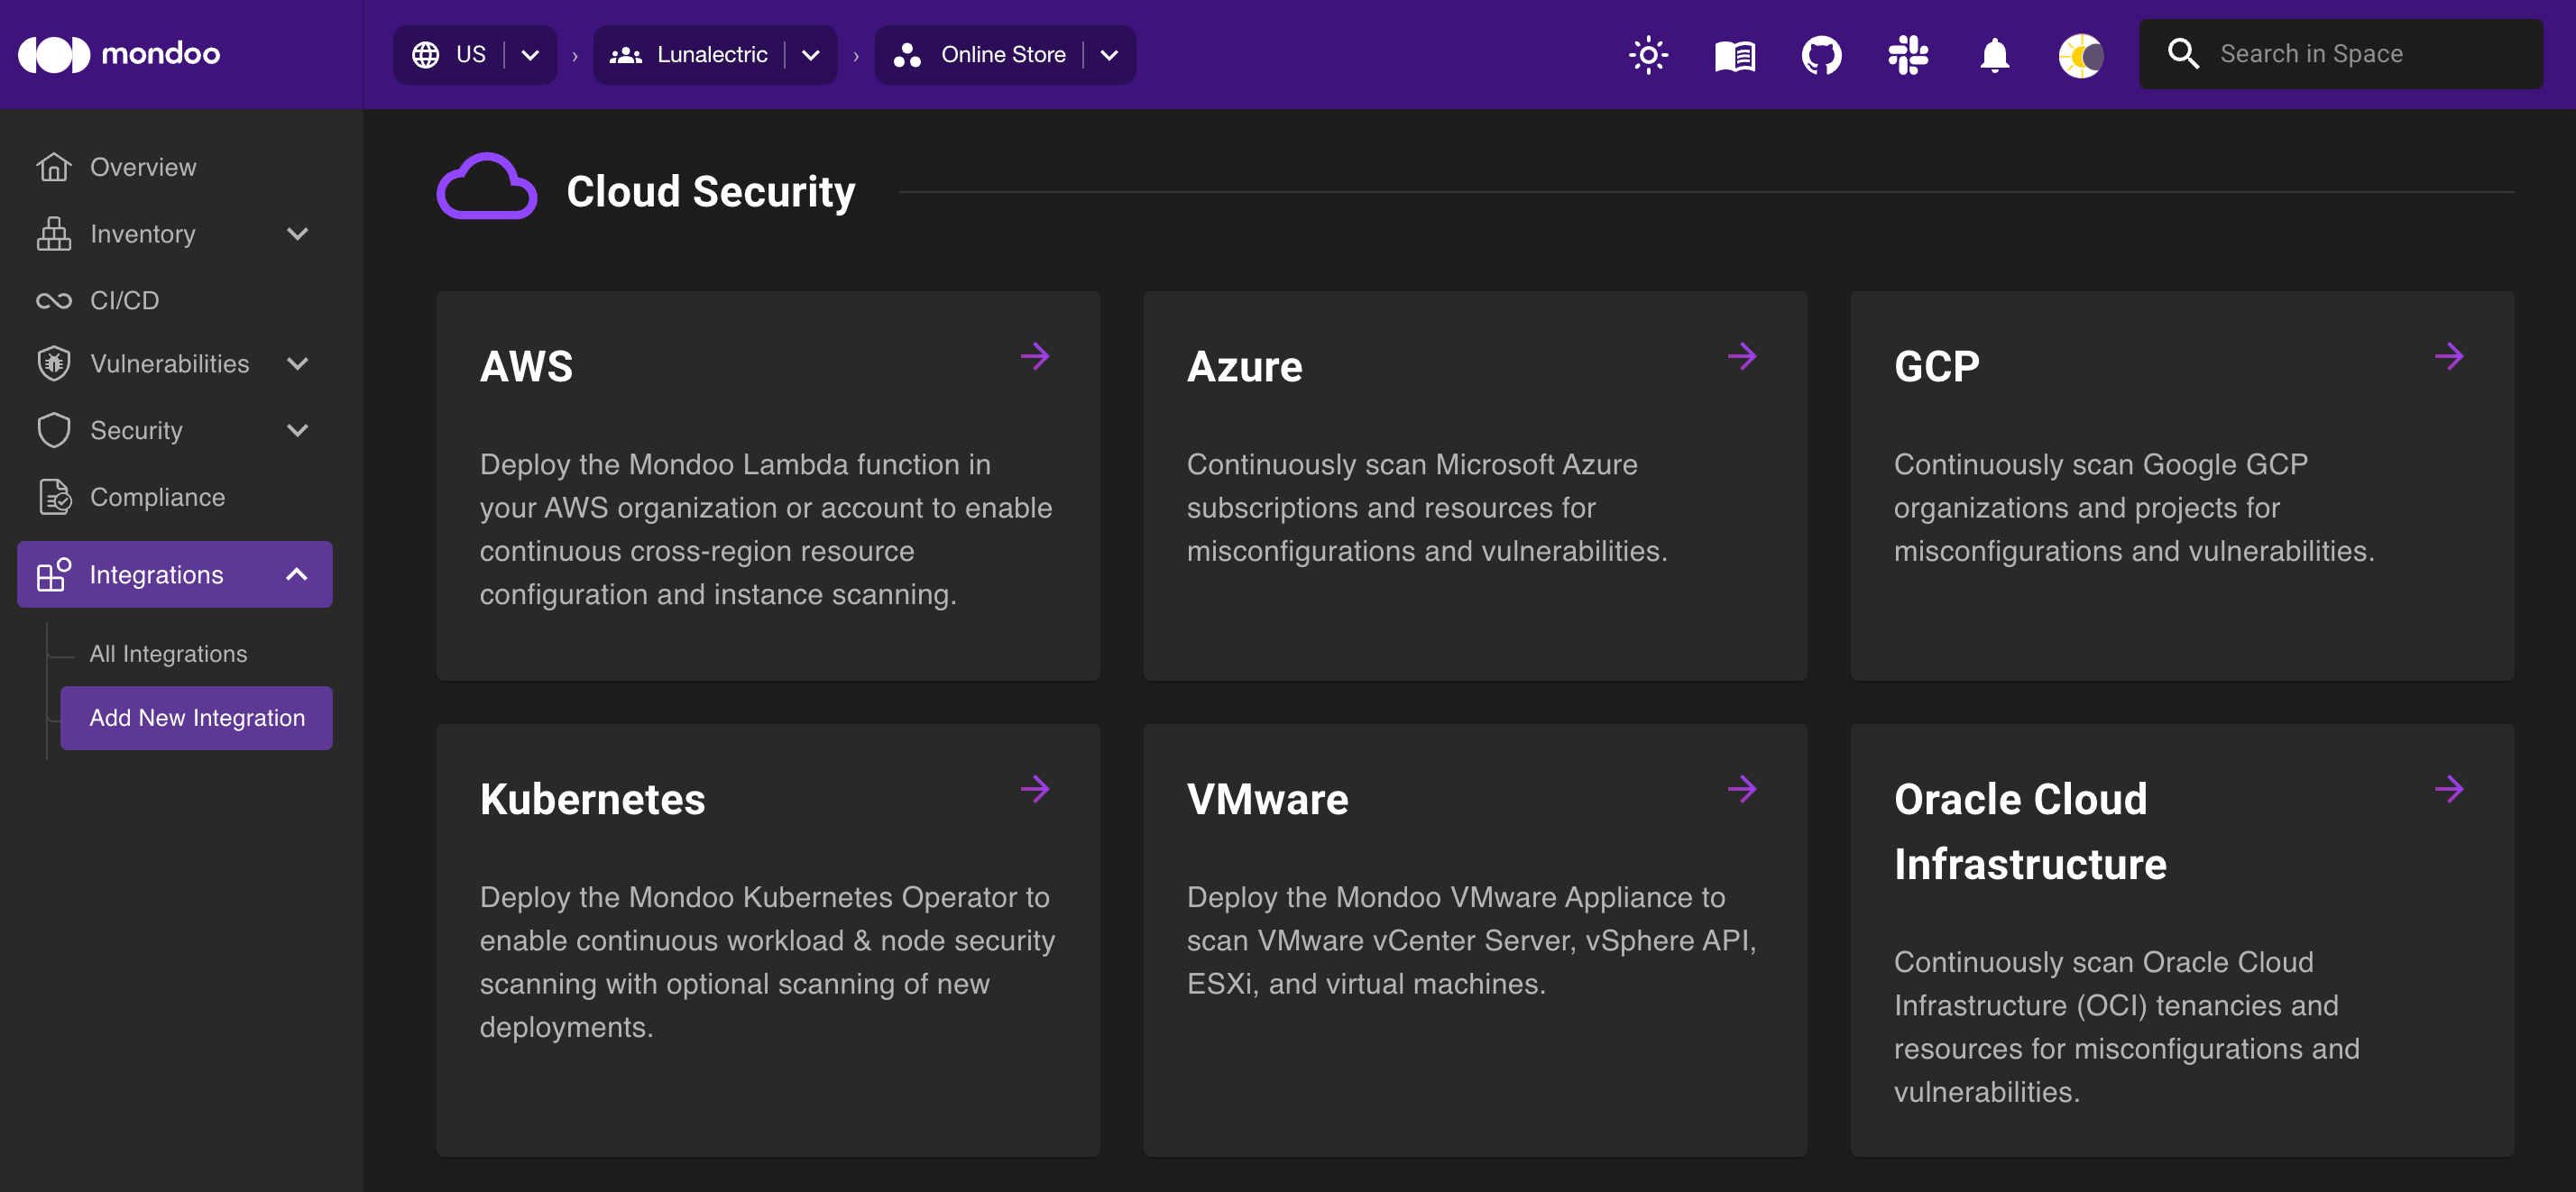 mondoo
US
Lunalectric
Online Store
Search in Space
Overview
Inventory
CI/CD
Vulnerabilities
Security
Compliance
Integrations
All Integrations
Add New Integration
Cloud Security
AWS
Deploy the Mondoo Lambda function in
your AWS organization or account to enable
continuous cross-region resource
configuration and instance scanning.
Azure
Continuously scan Microsoft Azure
subscriptions and resources for
misconfigurations and vulnerabilities.
GCP
Continuously scan Google GCP
organizations and projects for
misconfigurations and vulnerabilities.
Kubernetes
Deploy the Mondoo Kubernetes Operator to
enable continuous workload & node security
scanning with optional scanning of new
deployments.
VMware
Deploy the Mondoo VMware Appliance to
scan VMware vCenter Server, vSphere API,
ESXi, and virtual machines.
Oracle Cloud
Infrastructure
Continuously scan Oracle Cloud
Infrastructure (OCI) tenancies and
resources for misconfigurations and
vulnerabilities.